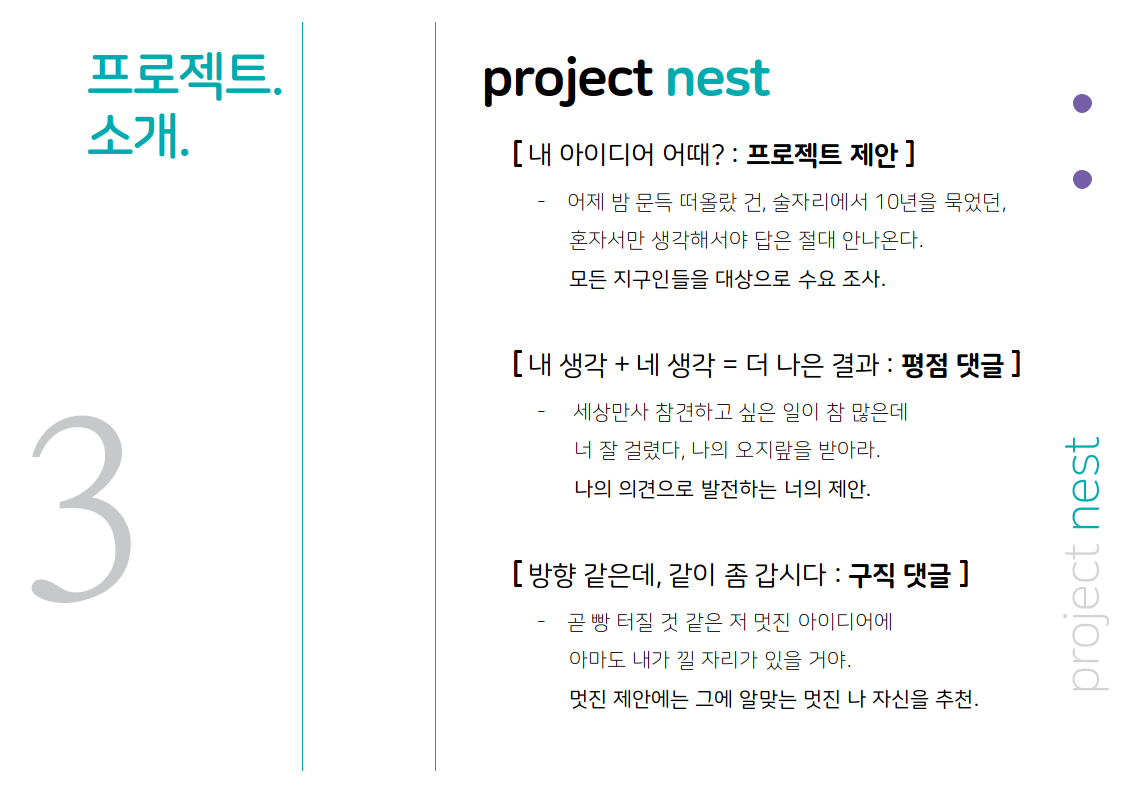 프로젝트.
소개.
3
project nest
[ 내 아이디어 어때? : 프로젝트 제안 ]
- 어제 밤 문득 떠올랐 건, 술자리에서 10년을 묵었던,
혼자서만 생각해서야 답은 절대 안나온다.
모든 지구인들을 대상으로 수요 조사.
[ 내 생각 + 네 생각 = 더 나은 결과 : 평점 댓글 ]
- 세상만사 참견하고 싶은 일이 참 많은데
너 잘 걸렸다, 나의 오지랖을 받아라.
나의 의견으로 발전하는 너의 제안.
[ 방향 같은데, 같이 좀 갑시다 : 구직 댓글 ]
- 곧 빵 터질 것 같은 저 멋진 아이디어에
아마도 내가 낄 자리가 있을 거야.
멋진 제안에는 그에 알맞는 멋진 나 자신을 추천.
project nest